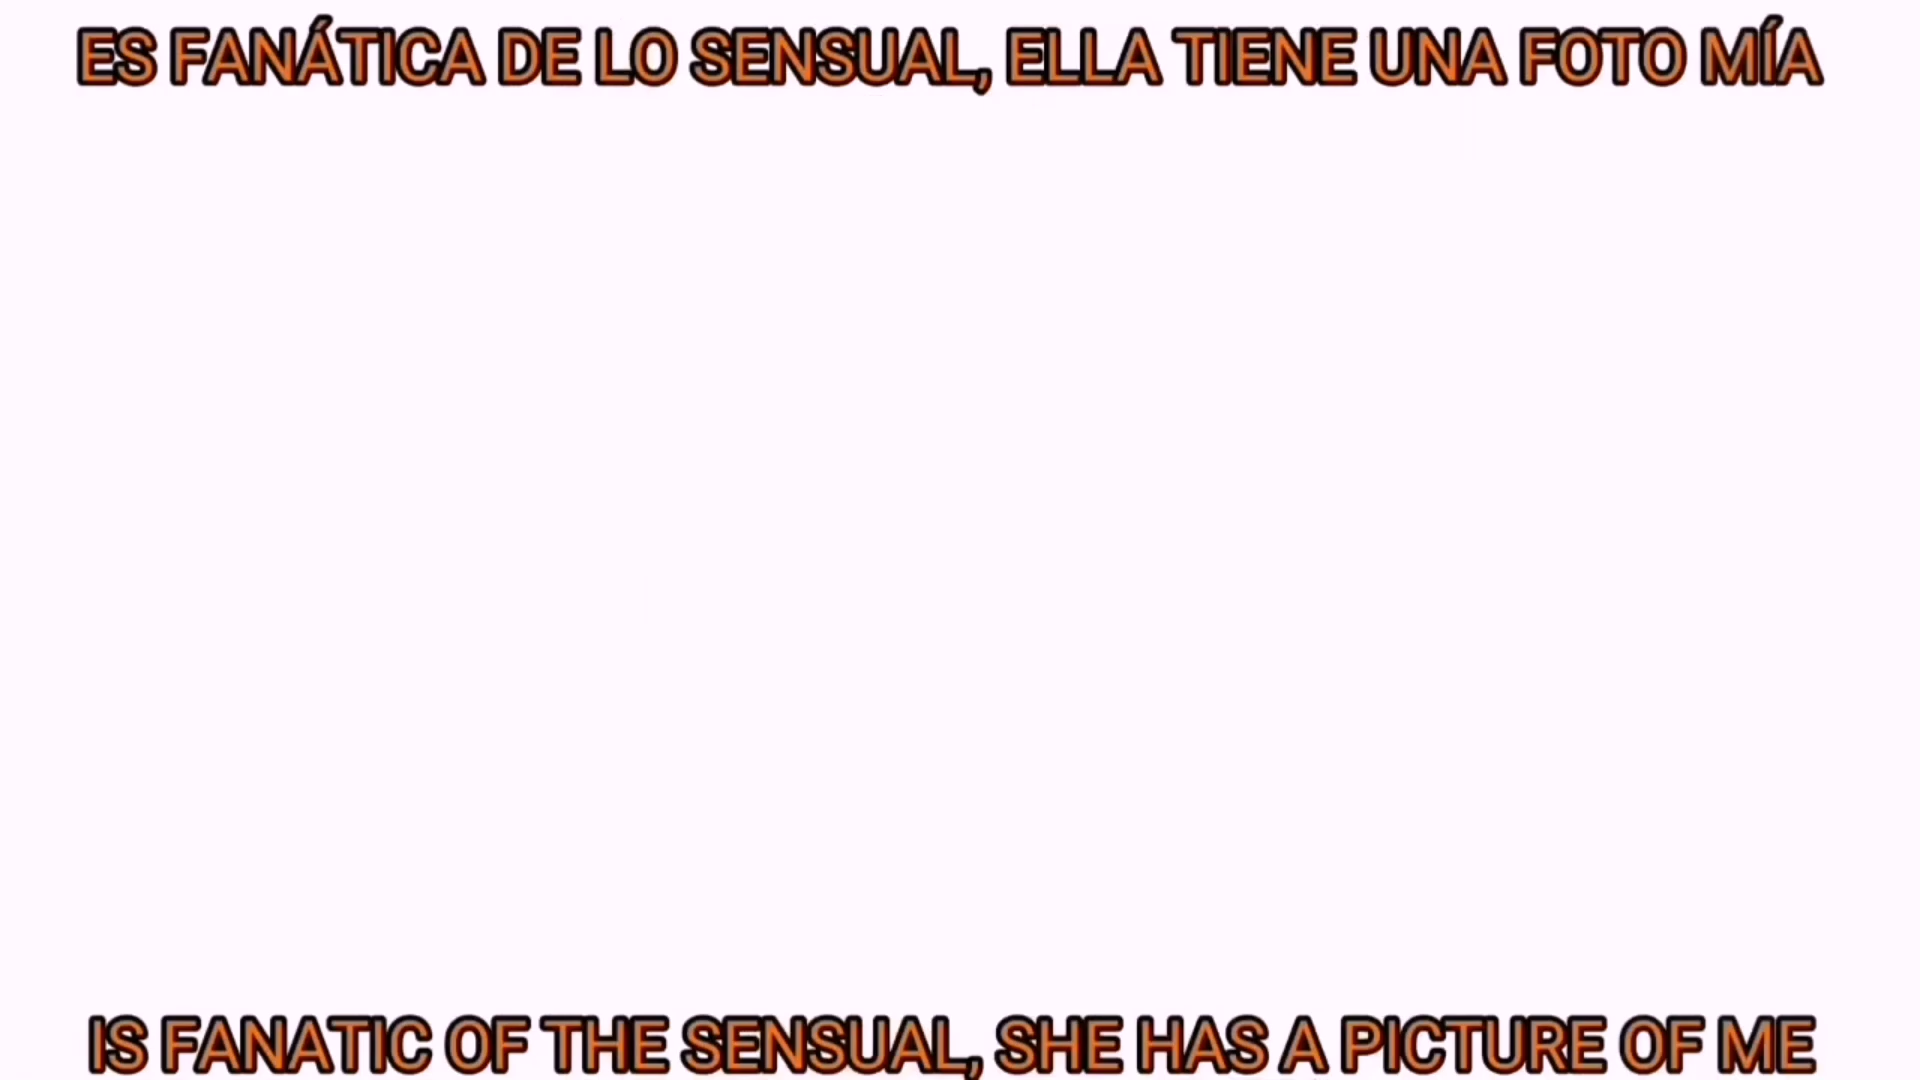 ES FANÁTICA DE LO SENSUAL, ELLA TIENE UNA FOTO MÍA
IS FANATIC OF THE SENSUAL, SHE HAS A PICTURE OF ME